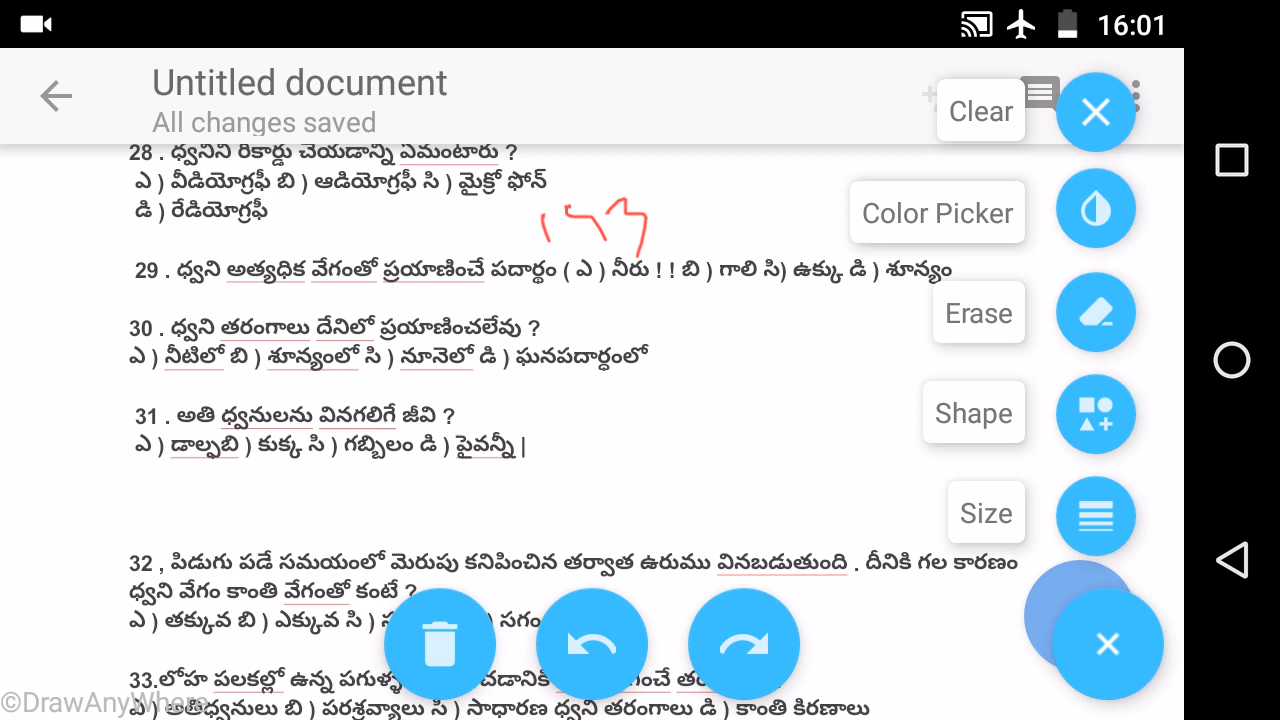 16:01
Untitled document
All changes saved
Clear
28 . ధ్వనిని రికార్డు చేయడాన్ని ఏమంటారు ?
ఎ ) వీడియోగ్రఫీ బి ) ఆడియోగ్రఫీ సి ) మైక్రో ఫోన్
డి ) రేడియోగ్రఫీ
Color Picker
29 . ధ్వని అత్యధిక వేగంతో ప్రయాణించే పదార్థం ( ఎ ) నీరు ! ! బి ) గాలి సి) ఉక్కు డి ) శూన్యం
Erase
30 . ధ్వని తరంగాలు దేనిలో ప్రయాణించలేవు ?
ఎ ) నీటిలో బి ) శూన్యంలో సి ) నూనెలో డి ) ఘనపదార్ధంలో
31 . అతి ధ్వనులను వినగలిగే జీవి ?
Shape
ఎ ) డాల్ఫబి ) కుక్క సి ) గబ్బిలం డి ) పైవన్నీ |
Size
32 , పిడుగు పడే సమయంలో మెరుపు కనిపించిన తర్వాత ఉరుము వినబడుతుంది . దీనికి గల కారణం
ధ్వని వేగం కాంతి వేగంతో కంటే ?
ఎ ) తక్కువ బి ) ఎక్కువ సి )
33.లోహ పలకల్లో ఉన్న
ఎ ) అతిధ్వనులు బి ) పరశ్రవ్యాలు సి ) సాధారణ ధ్వని తరంగాలు డి ) కాంతి కిరణాలు
©DrawAnyWhere